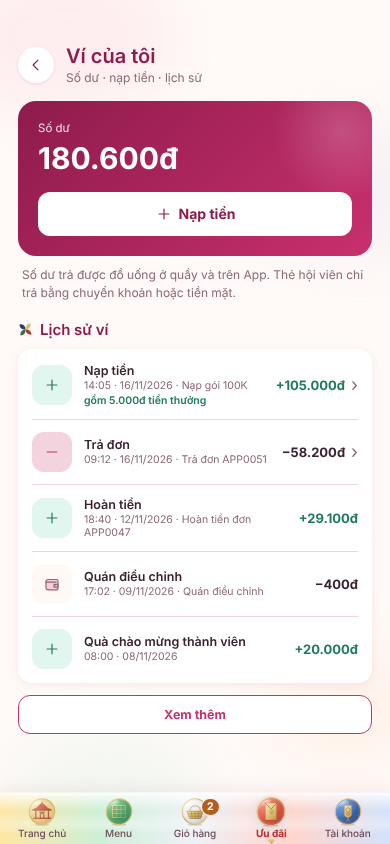 Ví của tôi
Số dư · nạp tiền · lịch sử
Số dư
180.600đ
Nạp tiền
Số dư trả được đồ uống ở quầy và trên App. Thẻ hội viên chỉ
trả bằng chuyển khoản hoặc tiền mặt.
Lịch sử ví
Nạp tiền
14:05 · 16/11/2026 · Nạp gói 100K
gồm 5.000đ tiền thưởng
+105.000đ
Trả đơn
09:12 · 16/11/2026 · Trả đơn APP0051
−58.200đ
Hoàn tiền
18:40 · 12/11/2026 · Hoàn tiền đơn
APP0047
+29.100đ
Quán điều chỉnh
17:02 · 09/11/2026 · Quán điều chỉnh
−400đ
Quà chào mừng thành viên
08:00 · 08/11/2026
+20.000đ
Xem thêm
2
Trang chủ
Menu
Giỏ hàng
Ưu đãi
Tài khoản